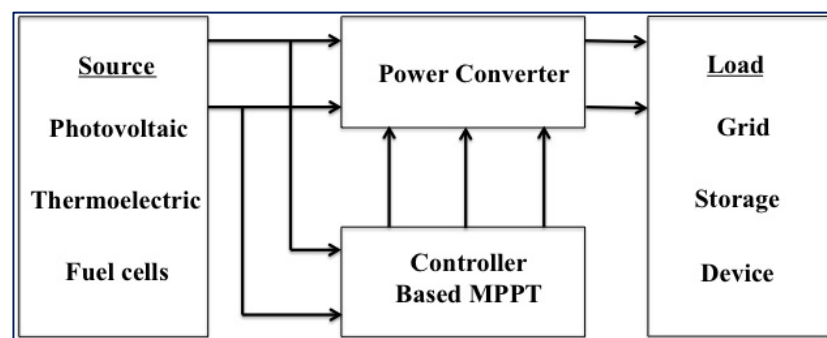 Source
Photovoltaic
Thermoelectric
Fuel cells
Power Converter
Controller
Based MPPT
Load
Grid
Storage
Device